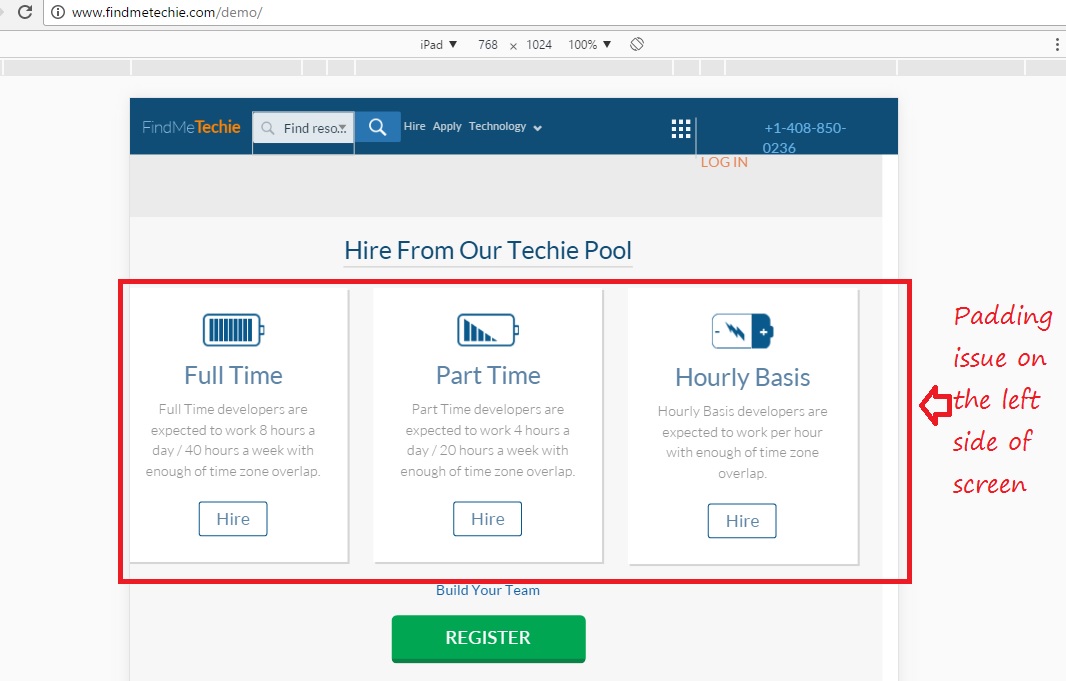 www.findmetechie.com/demo/
iPad ▼ 768 × 1024 100% ▼
FindMeTechie Find reso... Hire Apply Technology +1-408-850-
0236
LOG IN
Hire From Our Techie Pool
Full Time
Full Time developers are
expected to work 8 hours a
day / 40 hours a week with
enough of time zone overlap.
Hire
Part Time
Part Time developers are
expected to work 4 hours a
day / 20 hours a week with
enough of time zone overlap.
Hire
- +
Hourly Basis
Hourly Basis developers are
expected to work per hour
with enough of time zone
overlap.
Hire
Padding
issue on
the left
side of
screen
Build Your Team
REGISTER